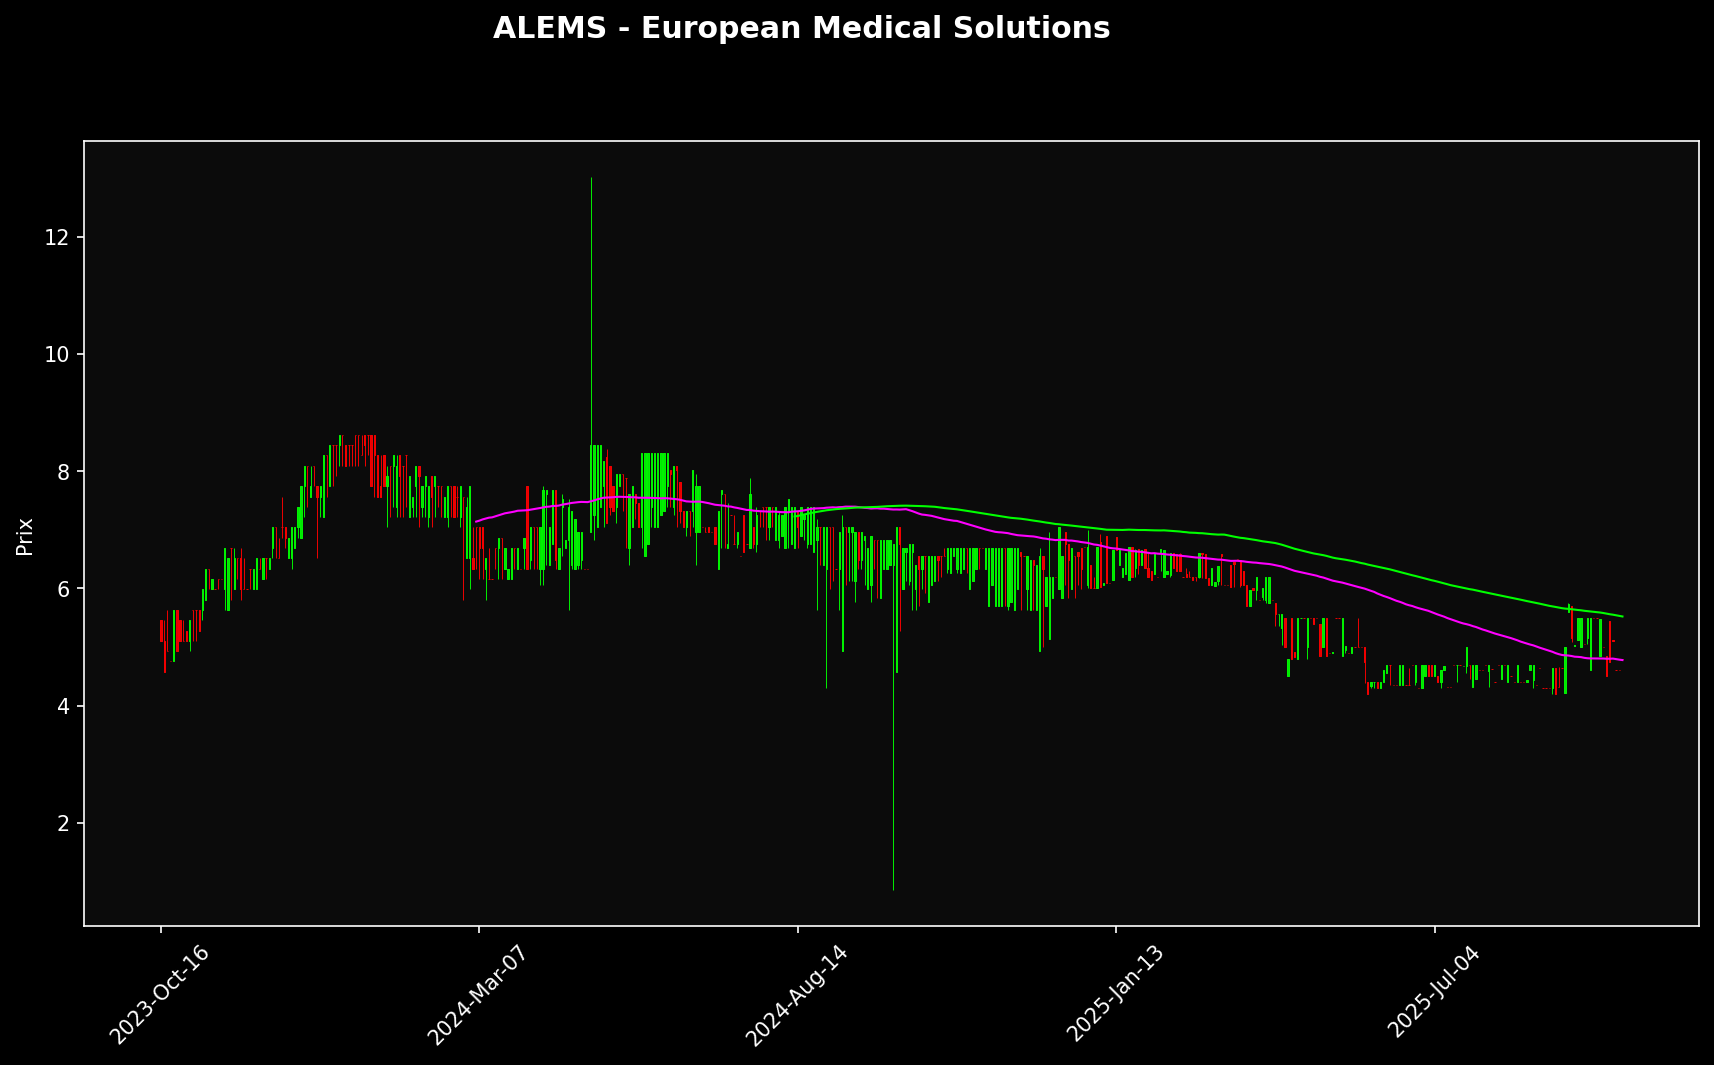 ALEMS - European Medical Solutions
Prix
12
10
8
6
4
2
2023-Oct-16
2024-Mar-07
2024-Aug-14
2025-Jan-13
2025-Jul-04